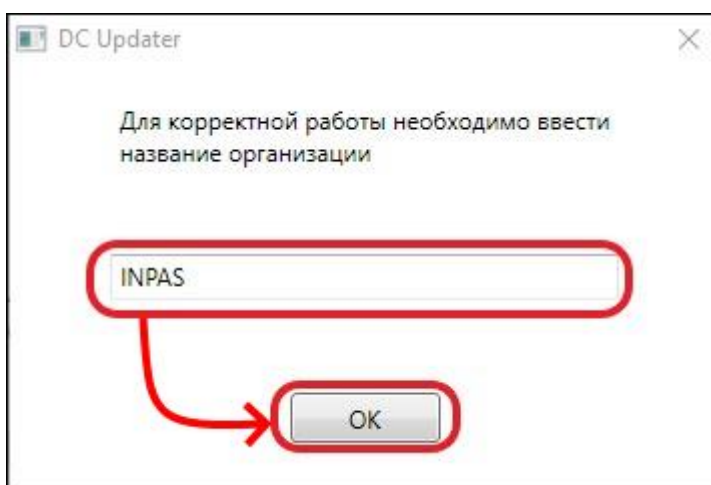 DC Updater
Для корректной работы необходимо ввести
название организации
INPAS
OK